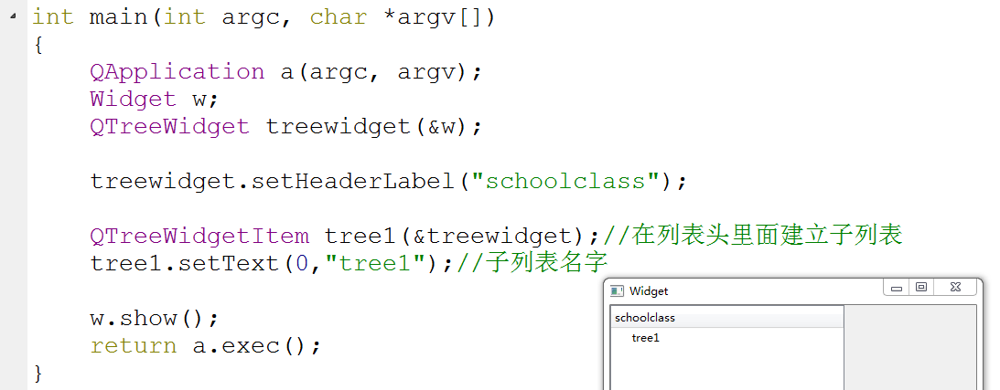 int main(int argc, char *argv[])
{
    QApplication a(argc, argv);
    Widget w;
    QTreeWidget treewidget(&w);
    treewidget.setHeaderLabel("schoolclass");
    QTreeWidgetItem tree1(&treewidget);//在列表头里面建立子列表
    tree1.setText(0,"tree1");//子列表名字
    w.show();
    return a.exec();
}
Widget
schoolclass
tree1